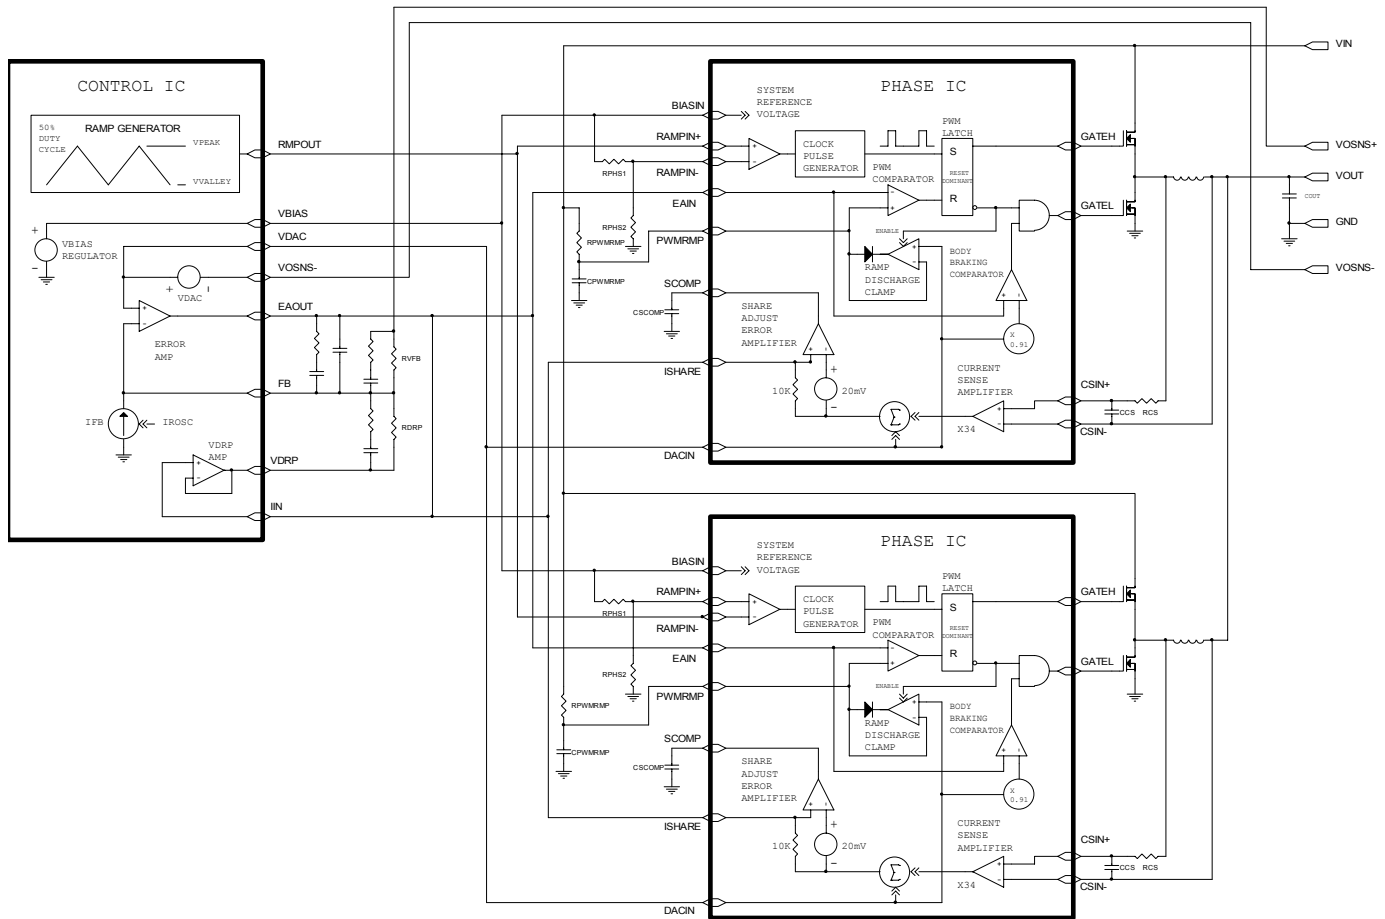 CONTROL IC
50%
DUTY
CYCLE
RAMP GENERATOR
VPEAK
VVALLEY
RMPOUT
VBIAS
VDAC
VBIAS
REGULATOR
+
-
VOSNS-
VDAC
+
-
EAOUT
+
-
ERROR
AMP
RVFB
FB
IFB
IROSC
RDRP
VDRP
AMP
+
-
VDRP
IIN
VIN
VOSNS+
VOUT
COUT
GND
VOSNS-
PHASE IC
BIASIN
SYSTEM
REFERENCE
VOLTAGE
RAMPIN+
RAMPIN-
RPHS1
RPHS2
+
-
CLOCK
PULSE
GENERATOR
PWM
LATCH
S
RESET
DOMINANT
R
GATEH
GATEL
EAIN
PWM
COMPARATOR
-
+
PWMRMP
RPWMRMP
CPWMRMP
ENABLE
+
-
RAMP
DISCHARGE
CLAMP
BODY
BRAKING
COMPARATOR
+
-
X
0.91
SCOMP
CSCOMP
SHARE
ADJUST
ERROR
AMPLIFIER
+
-
ISHARE
10K
+
20mV
-
Σ
CURRENT
SENSE
AMPLIFIER
+
-
X34
CSIN+
CCS
RCS
CSIN-
DACIN
PHASE IC
BIASIN
SYSTEM
REFERENCE
VOLTAGE
RAMPIN+
RPHS1
RAMPIN-
RPHS2
+
-
CLOCK
PULSE
GENERATOR
PWM
LATCH
S
RESET
DOMINANT
R
GATEH
GATEL
EAIN
PWM
COMPARATOR
-
+
PWMRMP
RPWMRMP
CPWMRMP
ENABLE
+
-
RAMP
DISCHARGE
CLAMP
BODY
BRAKING
COMPARATOR
+
-
X
0.91
SCOMP
CSCOMP
SHARE
ADJUST
ERROR
AMPLIFIER
+
-
ISHARE
10K
+
20mV
-
Σ
CURRENT
SENSE
AMPLIFIER
+
-
X34
CSIN+
CCS
RCS
CSIN-
DACIN